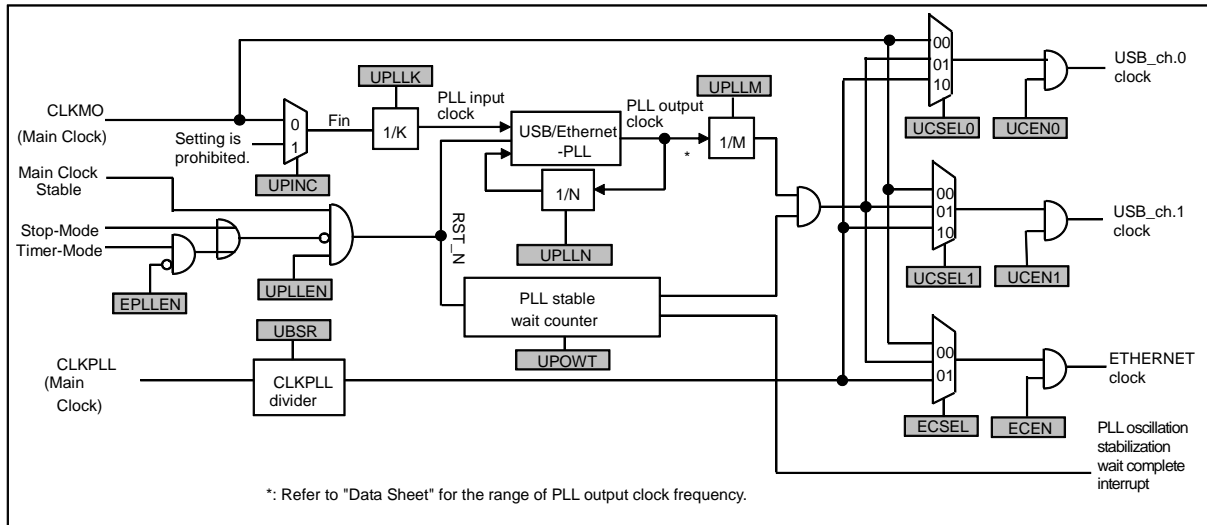 UPLLK
UPLLM
00
01
10
USB_ch.0
clock
CLKMO
(Main Clock)
Fin
PLL input
clock
PLL output
clock
0
1
1/K
USB/Ethernet
-PLL
1/M
*
UCSEL0
UCEN0
Setting is
prohibited.
UPINC
1/N
Main Clock
Stable
00
01
10
USB_ch.1
clock
Stop-Mode
Timer-Mode
RST_N
UPLLN
EPLLEN
UPLLEN
UCSEL1
UCEN1
PLL stable
wait counter
UBSR
UPOWT
CLKPLL
(Main
Clock)
CLKPLL
divider
00
01
ETHERNET
clock
ECSEL
ECEN
PLL oscillation
stabilization
wait complete
interrupt
*: Refer to "Data Sheet" for the range of PLL output clock frequency.